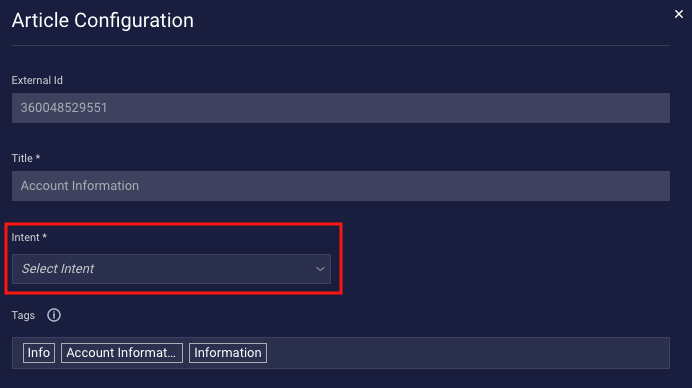 Article Configuration
External Id
360048529551
Title *
Account Information
Intent *
Select Intent
Tags
Info Account Informat... Information